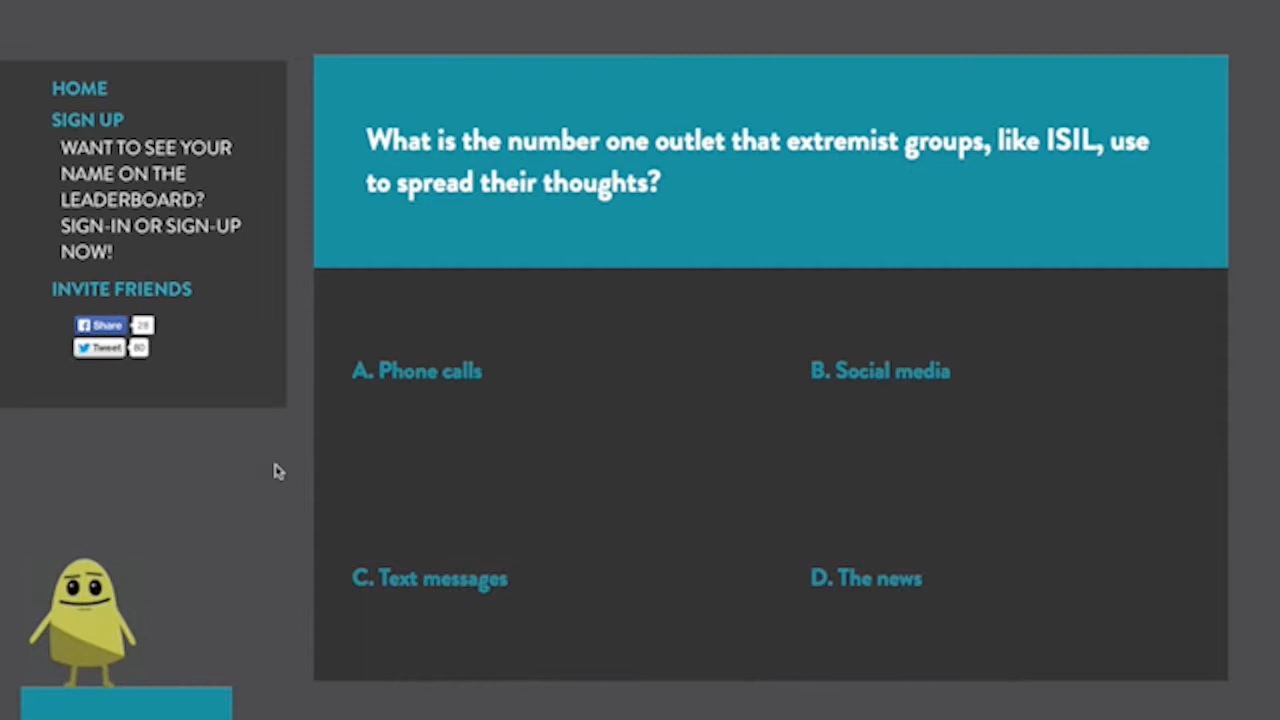 HOME
SIGN UP
WANT TO SEE YOUR
NAME ON THE
LEADERBOARD?
SIGN-IN OR SIGN-UP
NOW!
INVITE FRIENDS
Share 28
Tweet 60
What is the number one outlet that extremist groups, like ISIL, use
to spread their thoughts?
A. Phone calls
B. Social media
C. Text messages
D. The news